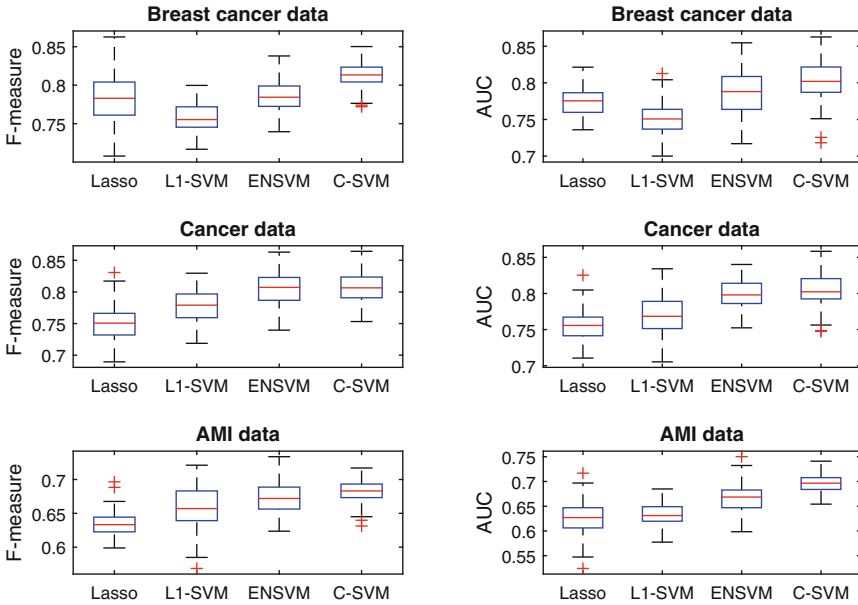 Breast cancer data
F-measure
0.85
0.8
0.75
Lasso L1-SVM ENSVM C-SVM
Breast cancer data
AUC
0.85
0.8
0.75
0.7
Lasso L1-SVM ENSVM C-SVM
Cancer data
F-measure
0.85
0.8
0.75
0.7
Lasso L1-SVM ENSVM C-SVM
Cancer data
AUC
0.85
0.8
0.75
0.7
Lasso L1-SVM ENSVM C-SVM
AMI data
F-measure
0.7
0.65
0.6
Lasso L1-SVM ENSVM C-SVM
AMI data
AUC
0.75
0.7
0.65
0.6
0.55
Lasso L1-SVM ENSVM C-SVM